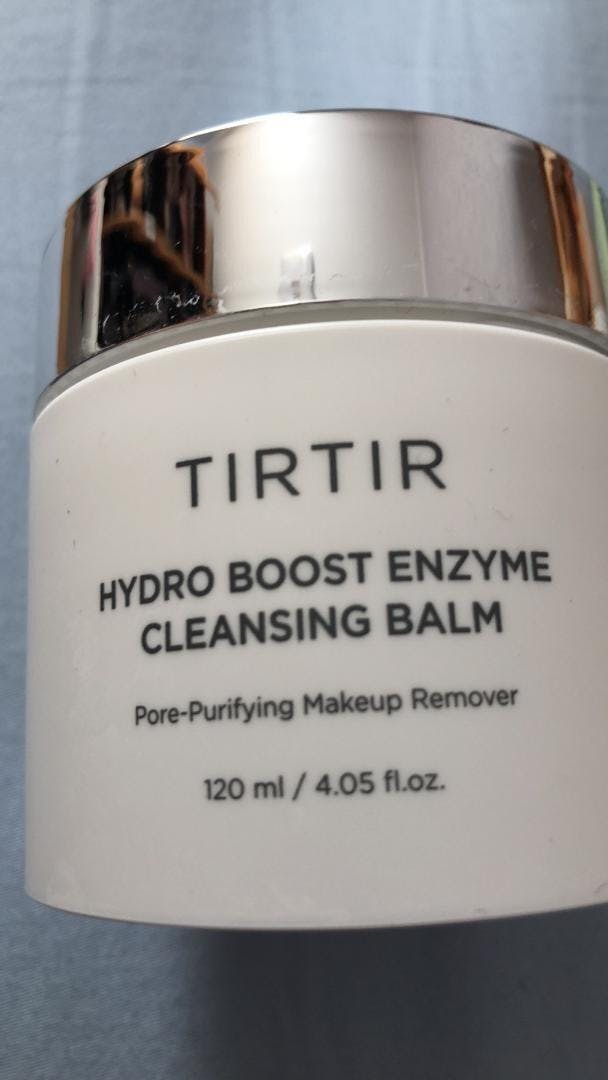 TIRTIR
HYDRO BOOST ENZYME
CLEANSING BALM
Pore-Purifying Makeup Remover
120 ml / 4.05 fl.oz.